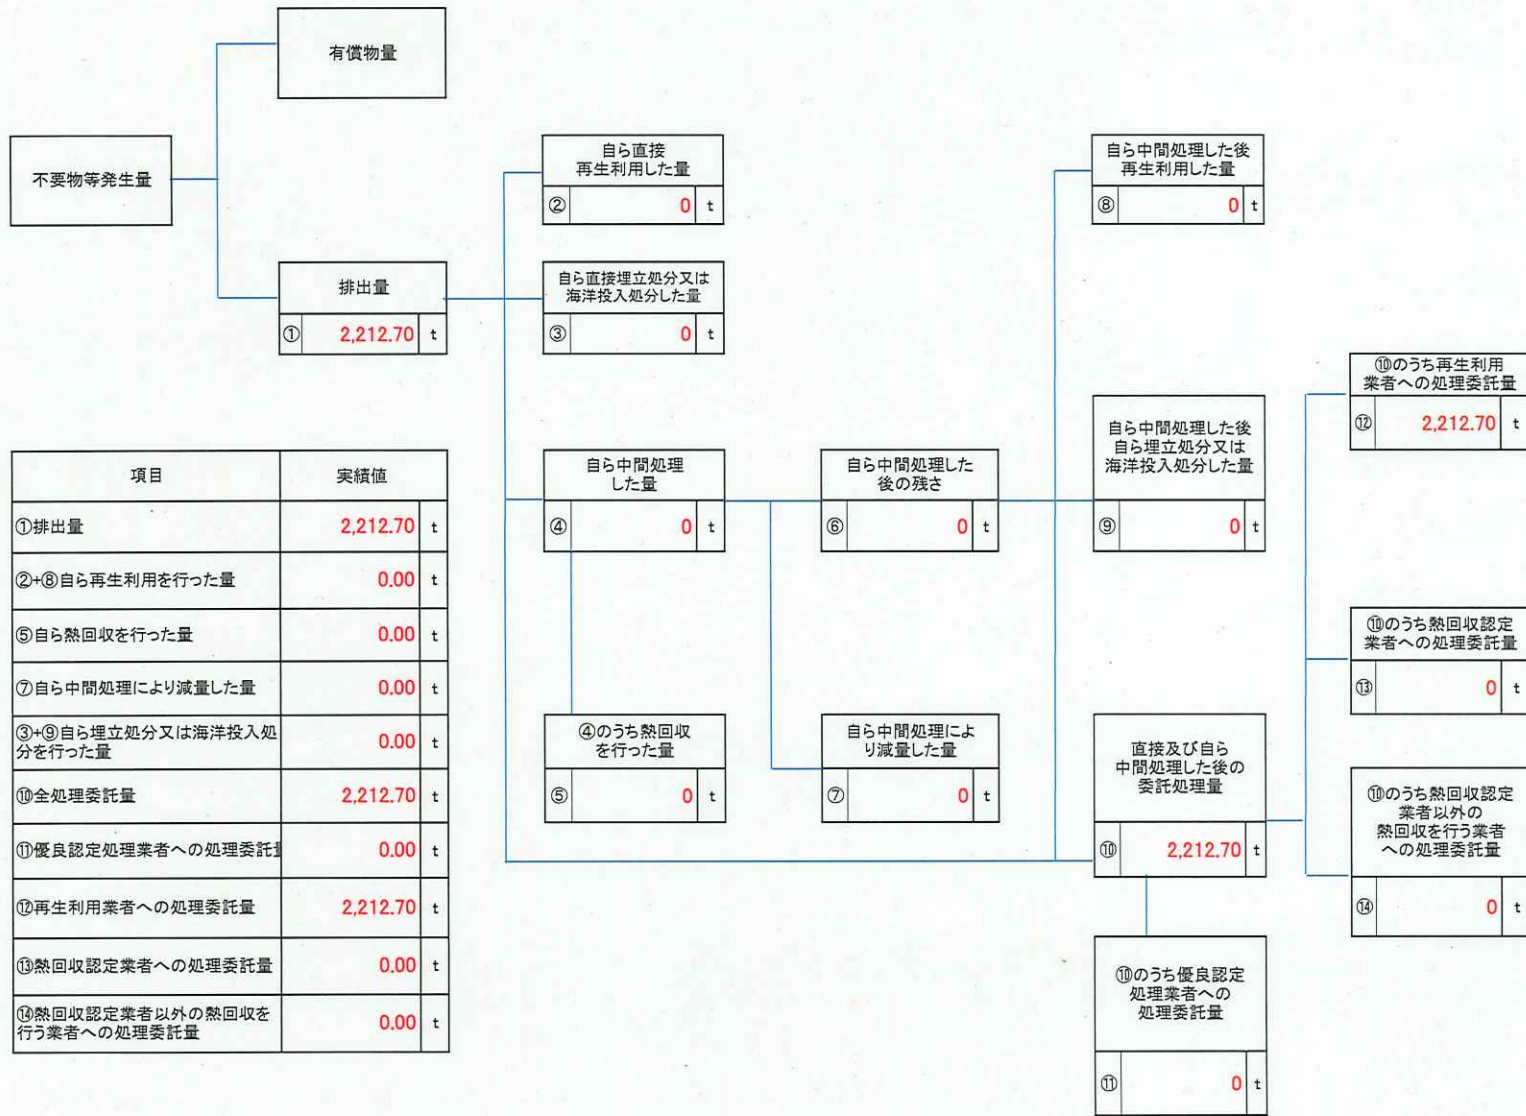 有償物量
不要物等発生量
排出量
① 2,212.70 t
自ら直接
再生利用した量
② 0 t
自ら直接埋立処分又は
海洋投入処分した量
③ 0 t
自ら中間処理
した量
④ 0 t
④のうち熱回収
を行った量
⑤ 0 t
自ら中間処理した
後の残さ
⑥ 0 t
自ら中間処理によ
り減量した量
⑦ 0 t
自ら中間処理した後
再生利用した量
⑧ 0 t
自ら中間処理した後
自ら埋立処分又は
海洋投入処分した量
⑨ 0 t
直接及び自ら
中間処理した後の
委託処理量
⑩ 2,212.70 t
⑩のうち優良認定
処理業者への
処理委託量
⑪ 0 t
⑩のうち再生利用
業者への処理委託量
⑫ 2,212.70 t
⑩のうち熱回収認定
業者への処理委託量
⑬ 0 t
⑩のうち熱回収認定
業者以外の
熱回収を行う業者
への処理委託量
⑭ 0 t
項目 実績値
①排出量 2,212.70 t
②+⑧自ら再生利用を行った量 0.00 t
⑤自ら熱回収を行った量 0.00 t
⑦自ら中間処理により減量した量 0.00 t
③+⑨自ら埋立処分又は海洋投入処
分を行った量 0.00 t
⑩全処理委託量 2,212.70 t
⑪優良認定処理業者への処理委託 0.00 t
⑫再生利用業者への処理委託量 2,212.70 t
⑬熱回収認定業者への処理委託量 0.00 t
⑭熱回収認定業者以外の熱回収を
行う業者への処理委託量 0.00 t